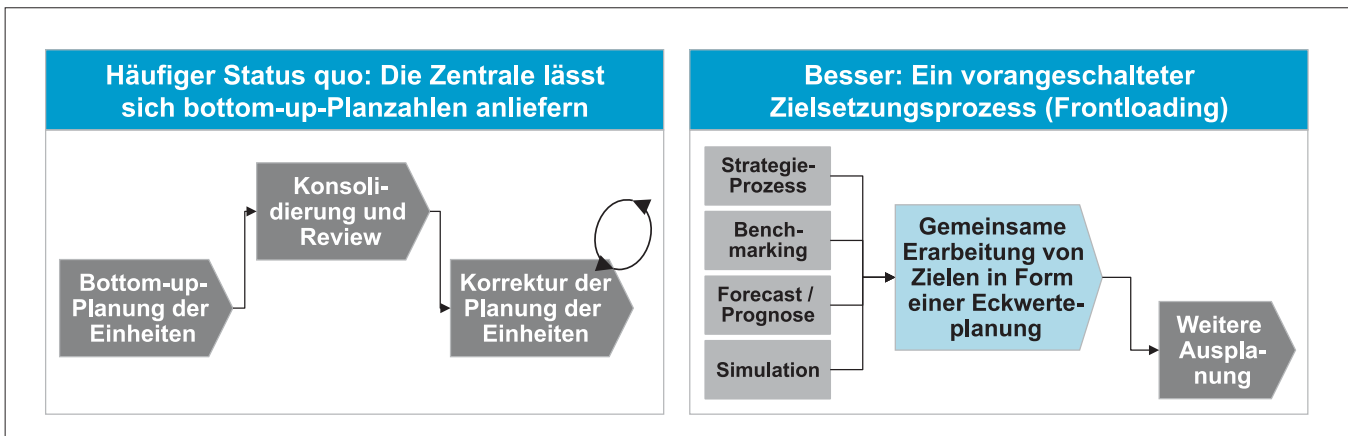 Häufiger Status quo: Die Zentrale lässt
sich bottom-up-Planzahlen anliefern
Bottom-up-
Planung der
Einheiten
Konsoli-
dierung und
Review
Korrektur der
Planung der
Einheiten
Besser: Ein vorangeschalteter
Zielsetzungsprozess (Frontloading)
Strategie-
Prozess
Bench-
marking
Forecast /
Prognose
Simulation
Gemeinsame
Erarbeitung von
Zielen in Form
einer Eckwerte-
planung
Weitere
Auspla-
nung